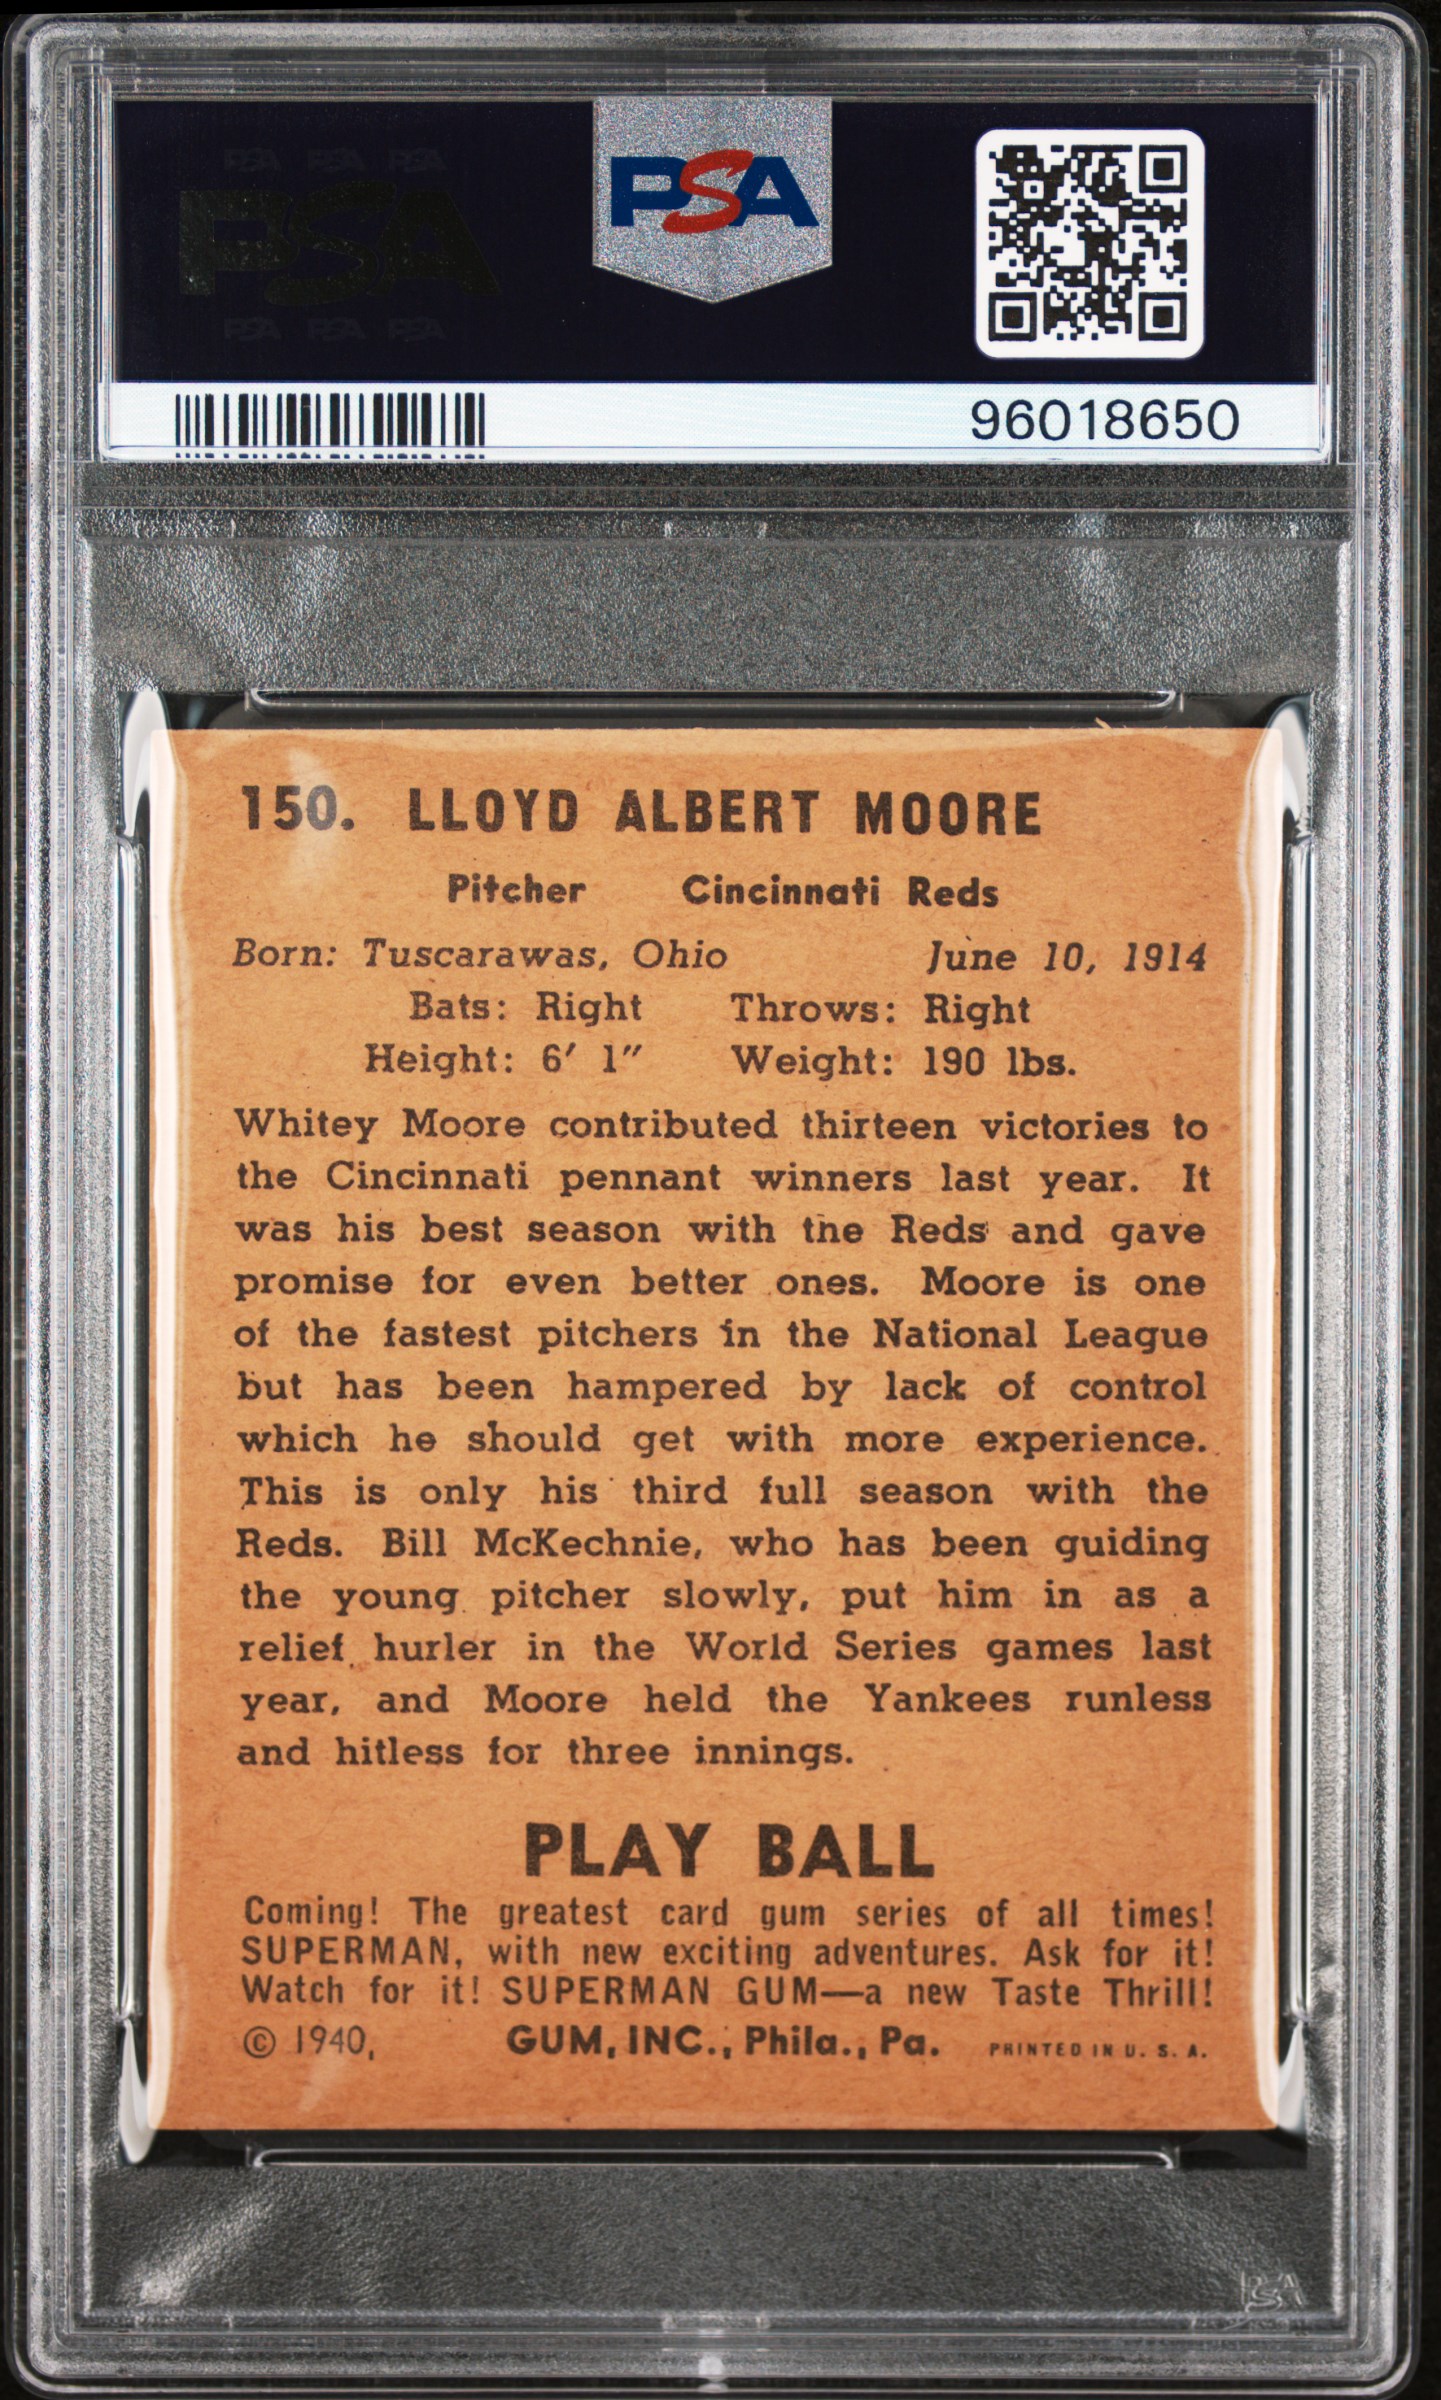 PSA PSA PSA
PSA
PSA PSA PSA
PSA
96018650
150. LLOYD ALBERT MOORE
Pitcher Cincinnati Reds
Born: Tuscarawas, Ohio June 10, 1914
Bats: Right Throws: Right
Height: 6′ 1″ Weight: 190 lbs.
Whitey Moore contributed thirteen victories to
the Cincinnati pennant winners last year. It
was his best season with the Reds and gave
promise for even better ones. Moore is one
of the fastest pitchers in the National League
but has been hampered by lack of control
which he should get with more experience.
This is only his third full season with the
Reds. Bill McKechnie, who has been guiding
the young pitcher slowly, put him in as a
relief hurler in the World Series games last
year, and Moore held the Yankees runless
and hitless for three innings.
PLAY BALL
Coming! The greatest card gum series of all times!
SUPERMAN, with new exciting adventures. Ask for it!
Watch for it! SUPERMAN GUM—a new Taste Thrill!
© 1940, GUM, INC., Phila., Pa. PRINTED IN U. S. A.
PSA